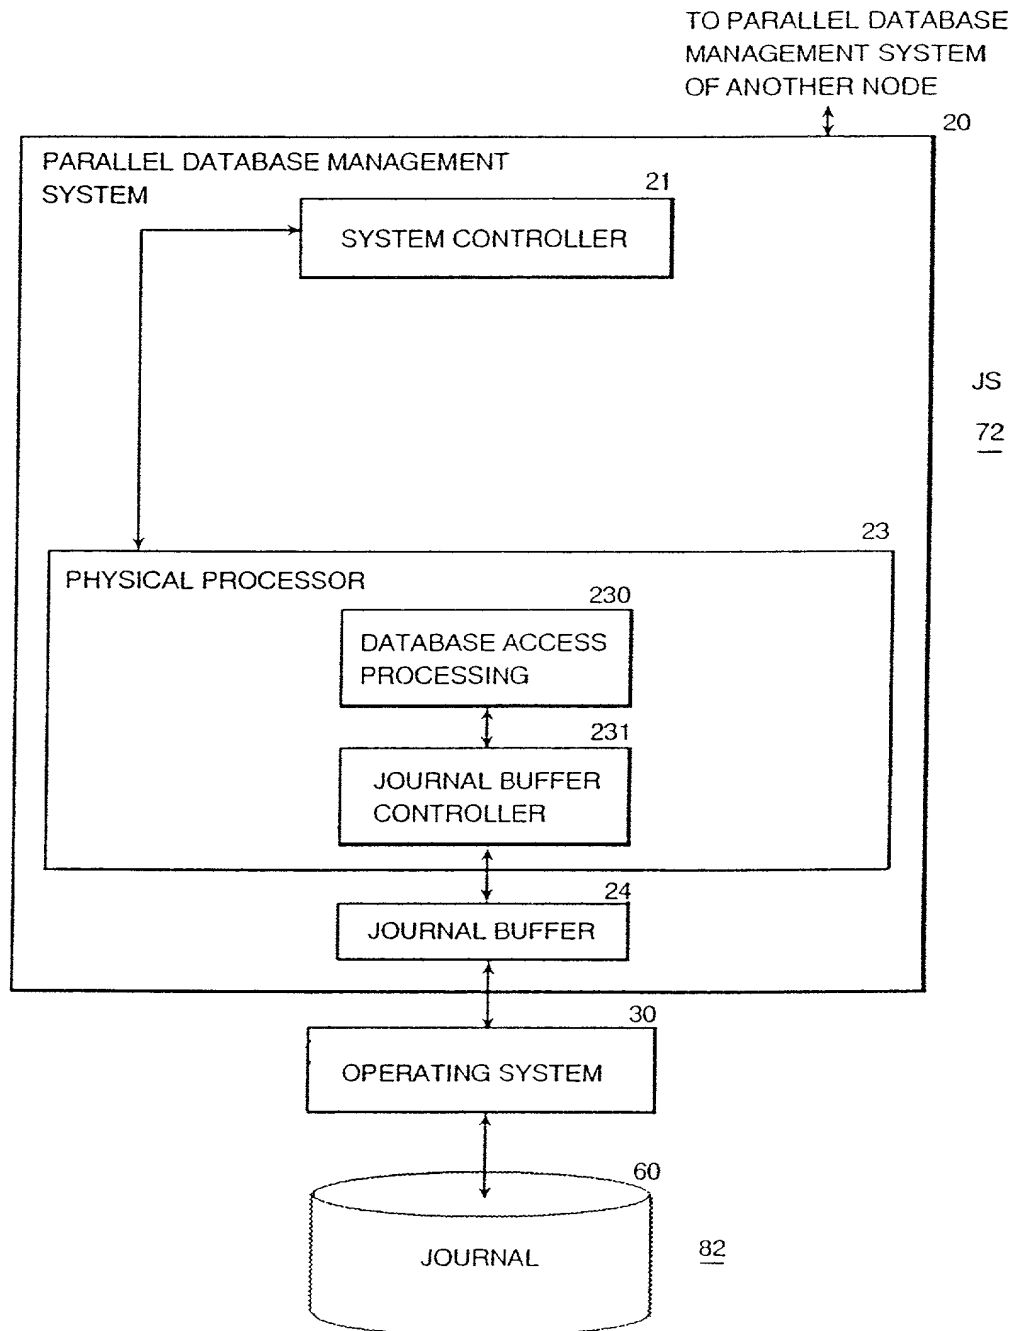 TO PARALLEL DATABASE
MANAGEMENT SYSTEM
OF ANOTHER NODE
20
PARALLEL DATABASE MANAGEMENT
SYSTEM
21
SYSTEM CONTROLLER
JS
72
23
PHYSICAL PROCESSOR
230
DATABASE ACCESS
PROCESSING
231
JOURNAL BUFFER
CONTROLLER
24
JOURNAL BUFFER
30
OPERATING SYSTEM
60
JOURNAL
82